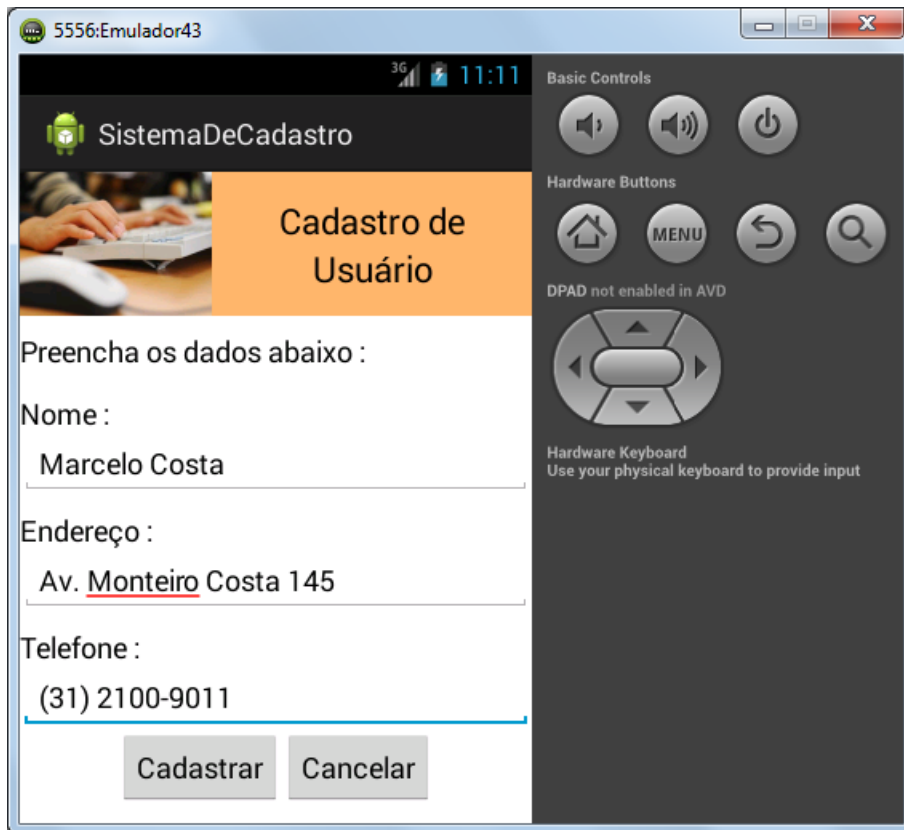 5556:Emulador43
3G 11:11
SistemaDeCadastro
Cadastro de
Usuário
Preencha os dados abaixo :
Nome :
Marcelo Costa
Endereço :
Av. Monteiro Costa 145
Telefone :
(31) 2100-9011
Cadastrar Cancelar
Basic Controls
Hardware Buttons
MENU
DPAD not enabled in AVD
Hardware Keyboard
Use your physical keyboard to provide input